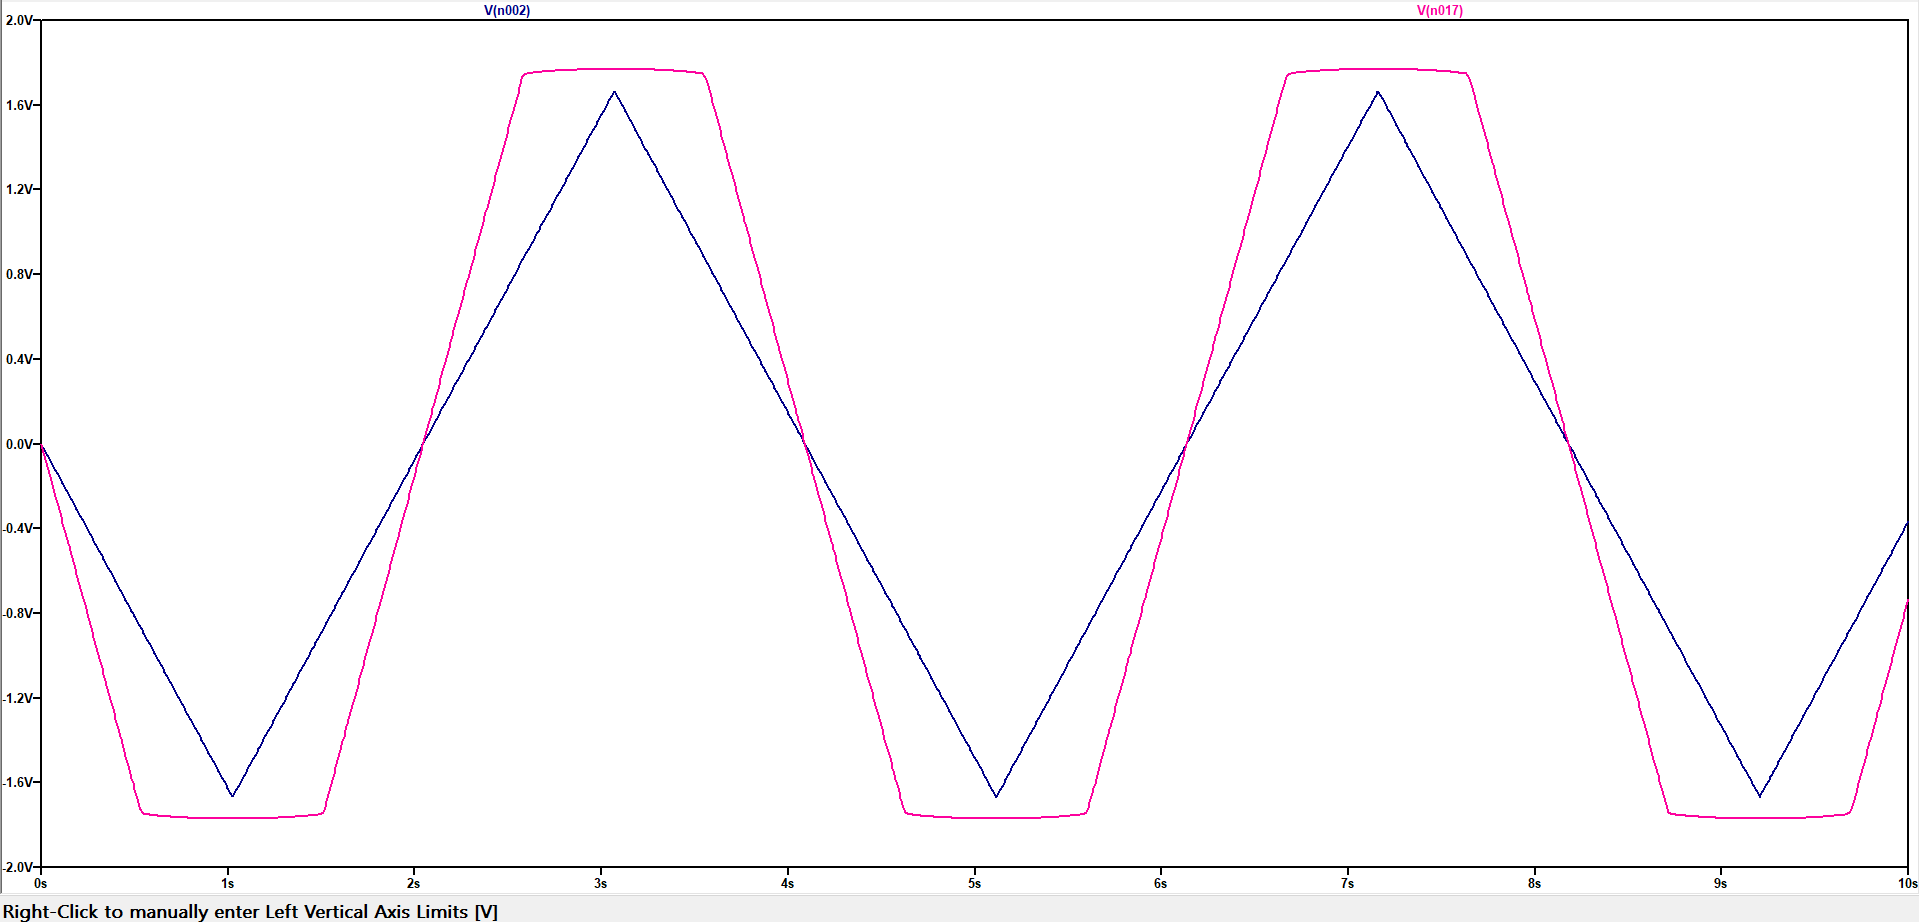 V(n002) V(n017)
2.0V
1.6V
1.2V
0.8V
0.4V
0.0V
-0.4V
-0.8V
-1.2V
-1.6V
-2.0V
0s 1s 2s 3s 4s 5s 6s 7s 8s 9s 10s
Right-Click to manually enter Left Vertical Axis Limits [V]